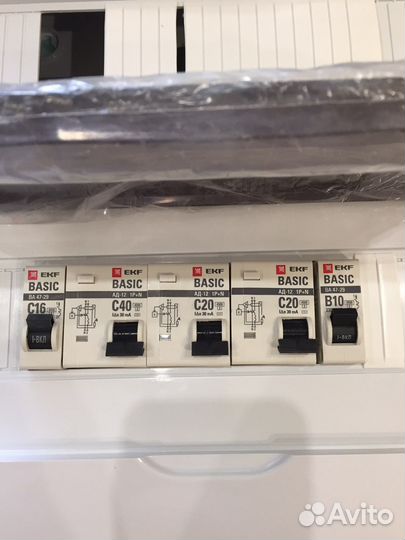 EKF
BASIC
ВА 47-29
C16
I-ВКЛ
EKF
BASIC
АД-12 1P+N
C40
IΔn 30 mA
EKF
BASIC
АД-12 1P+N
C20
IΔn 30 mA
EKF
BASIC
АД-12 1P+N
C20
IΔn 30 mA
EKF
BASIC
ВА 47-29
B10
I-ВКЛ
Avito